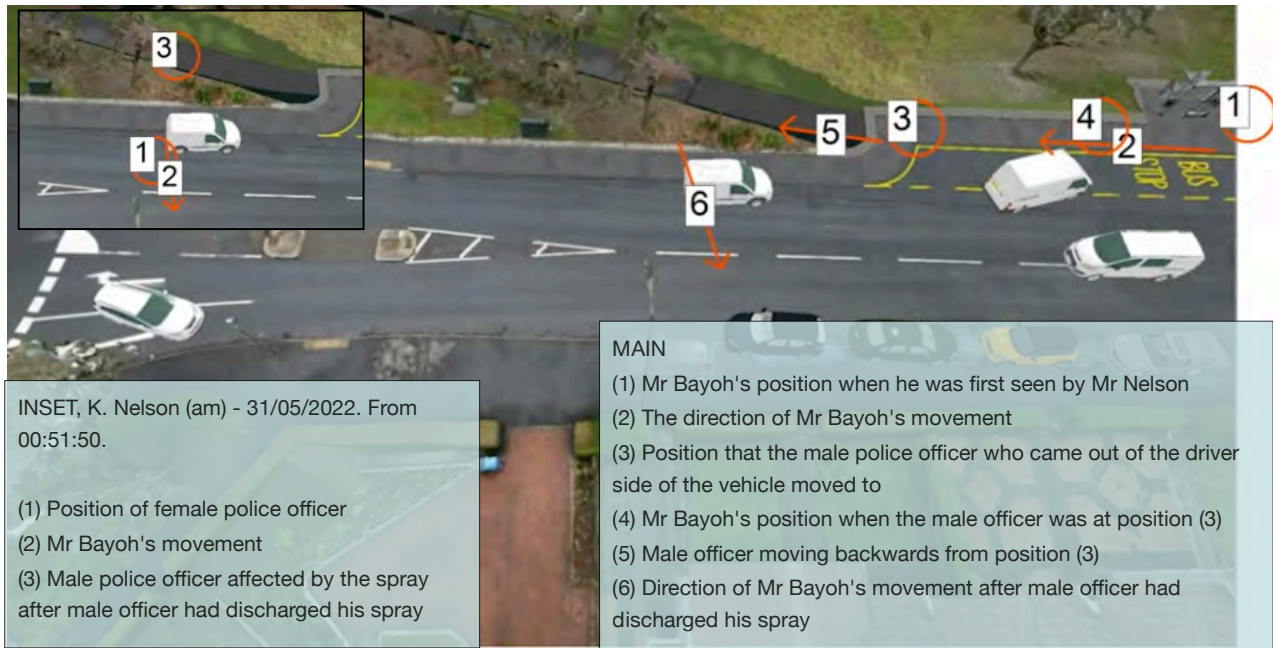 3
1
2
1
3
4
2
5
6
BUS
STOP
INSET, K. Nelson (am) - 31/05/2022. From
00:51:50.
(1) Position of female police officer
(2) Mr Bayoh's movement
(3) Male police officer affected by the spray
after male officer had discharged his spray
MAIN
(1) Mr Bayoh's position when he was first seen by Mr Nelson
(2) The direction of Mr Bayoh's movement
(3) Position that the male police officer who came out of the driver
side of the vehicle moved to
(4) Mr Bayoh's position when the male officer was at position (3)
(5) Male officer moving backwards from position (3)
(6) Direction of Mr Bayoh's movement after male officer had
discharged his spray